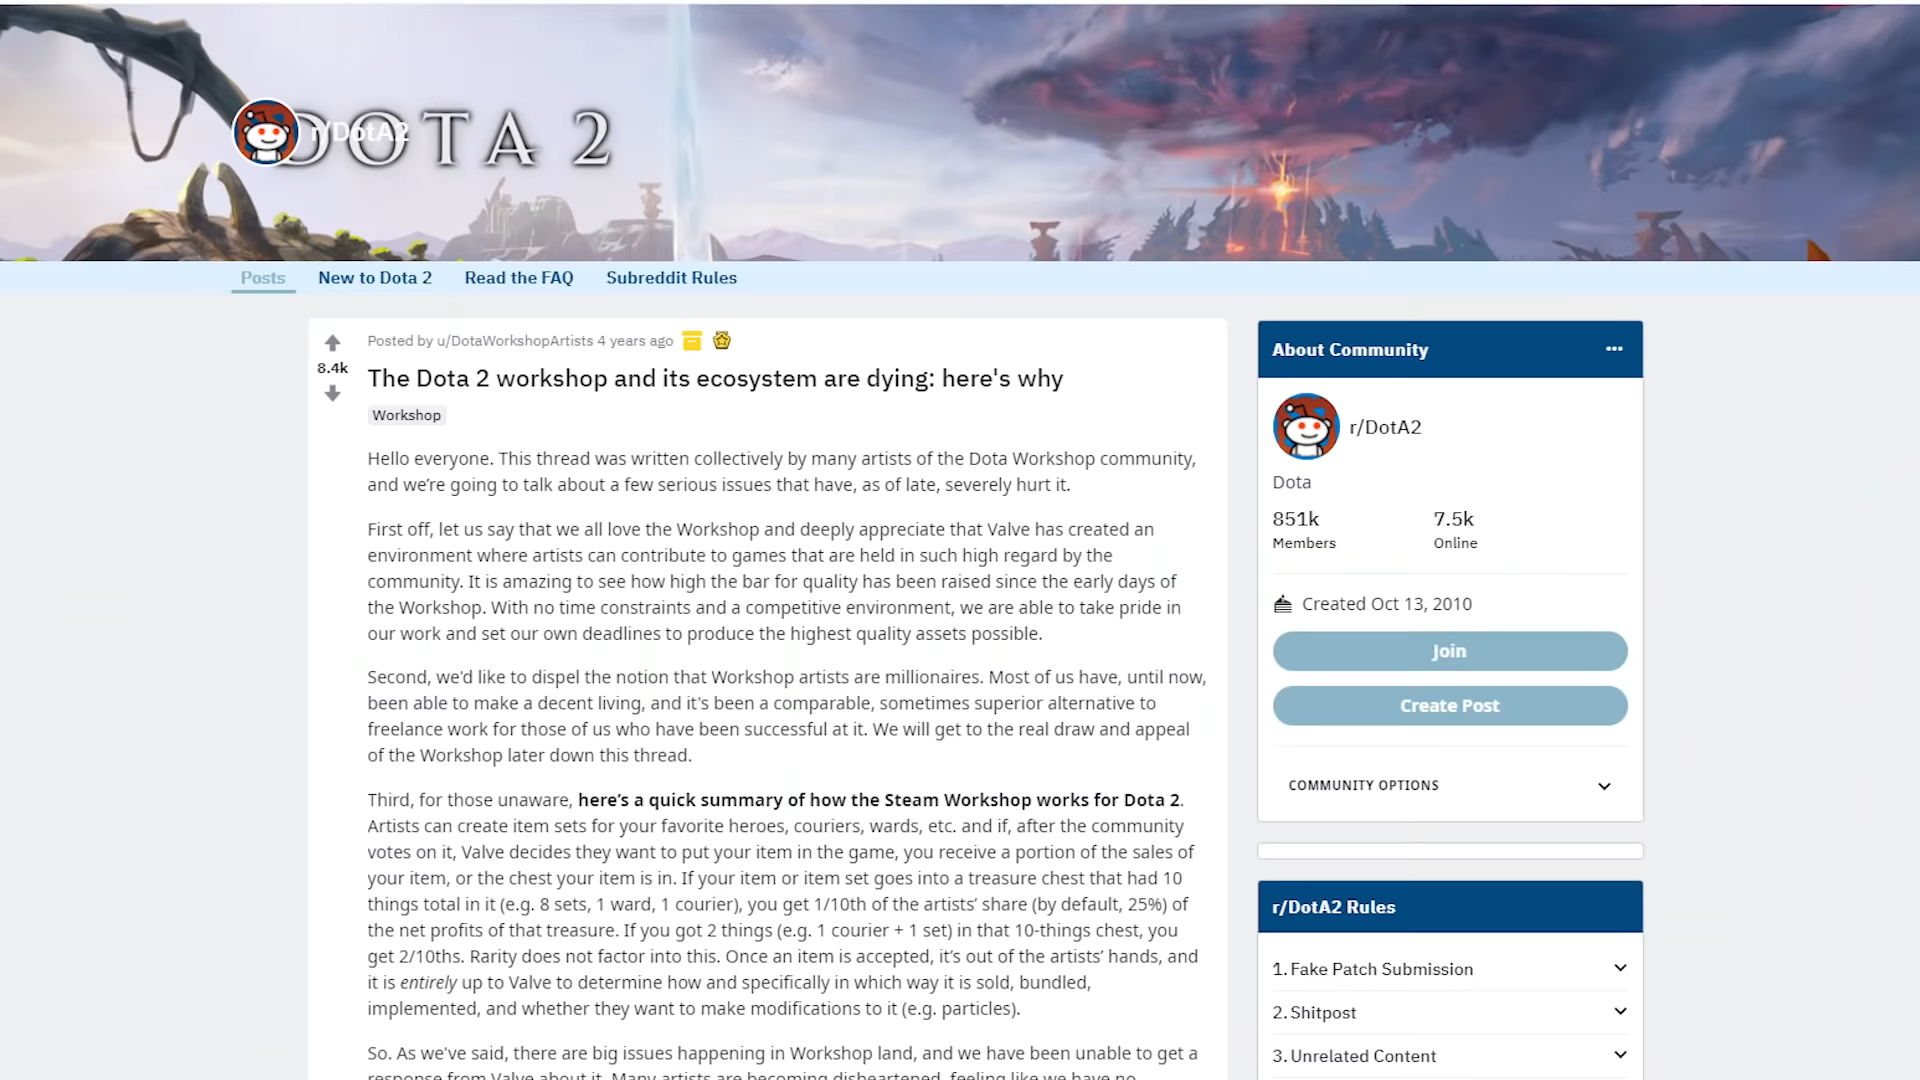 DOTA 2
r/DotA2
Posts
New to Dota 2
Read the FAQ
Subreddit Rules
Posted by u/DotaWorkshopArtists 4 years ago
8.4k
The Dota 2 workshop and its ecosystem are dying: here's why
Workshop
Hello everyone. This thread was written collectively by many artists of the Dota Workshop community,
and we’re going to talk about a few serious issues that have, as of late, severely hurt it.
First off, let us say that we all love the Workshop and deeply appreciate that Valve has created an
environment where artists can contribute to games that are held in such high regard by the
community. It is amazing to see how high the bar for quality has been raised since the early days of
the Workshop. With no time constraints and a competitive environment, we are able to take pride in
our work and set our own deadlines to produce the highest quality assets possible.
Second, we'd like to dispel the notion that Workshop artists are millionaires. Most of us have, until now,
been able to make a decent living, and it's been a comparable, sometimes superior alternative to
freelance work for those of us who have been successful at it. We will get to the real draw and appeal
of the Workshop later down this thread.
Third, for those unaware, here’s a quick summary of how the Steam Workshop works for Dota 2.
Artists can create item sets for your favorite heroes, couriers, wards, etc. and if, after the community
votes on it, Valve decides they want to put your item in the game, you receive a portion of the sales of
your item, or the chest your item is in. If your item or item set goes into a treasure chest that had 10
things total in it (e.g. 8 sets, 1 ward, 1 courier), you get 1/10th of the artists’ share (by default, 25%) of
the net profits of that treasure. If you got 2 things (e.g. 1 courier + 1 set) in that 10-things chest, you
get 2/10ths. Rarity does not factor into this. Once an item is accepted, it’s out of the artists’ hands, and
it is entirely up to Valve to determine how and specifically in which way it is sold, bundled,
implemented, and whether they want to make modifications to it (e.g. particles).
So. As we've said, there are big issues happening in Workshop land, and we have been unable to get a
response from Valve about it. Many artists are becoming disheartened, feeling like we have no
About Community
r/DotA2
Dota
851k
7.5k
Members
Online
Created Oct 13, 2010
Join
Create Post
COMMUNITY OPTIONS
r/DotA2 Rules
1. Fake Patch Submission
2. Shitpost
3. Unrelated Content